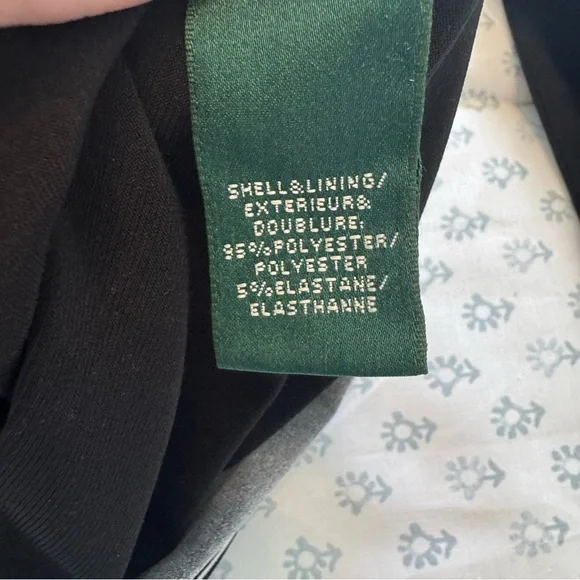 SHELL&LINING/
EXTERIEUR&
DOUBLURE:
95%POLYESTER/
POLYESTER
5%ELASTANE/
ELASTHANNE